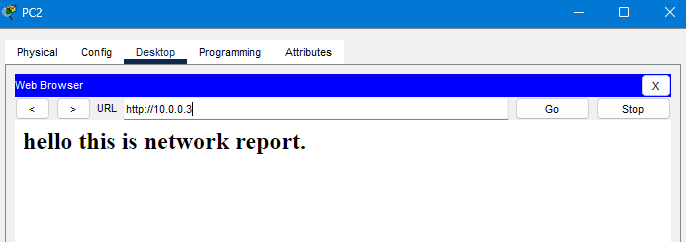 PC2
Physical Config Desktop Programming Attributes
Web Browser X
< > URL http://10.0.0.3 Go Stop
hello this is network report.